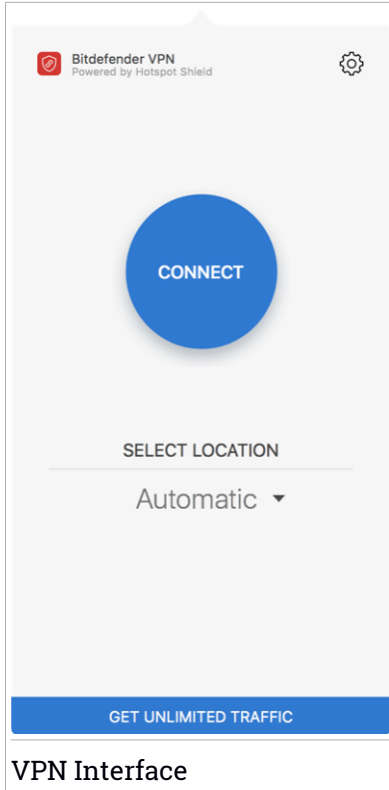 Bitdefender VPN
Powered by Hotspot Shield
CONNECT
SELECT LOCATION
Automatic
GET UNLIMITED TRAFFIC
VPN Interface